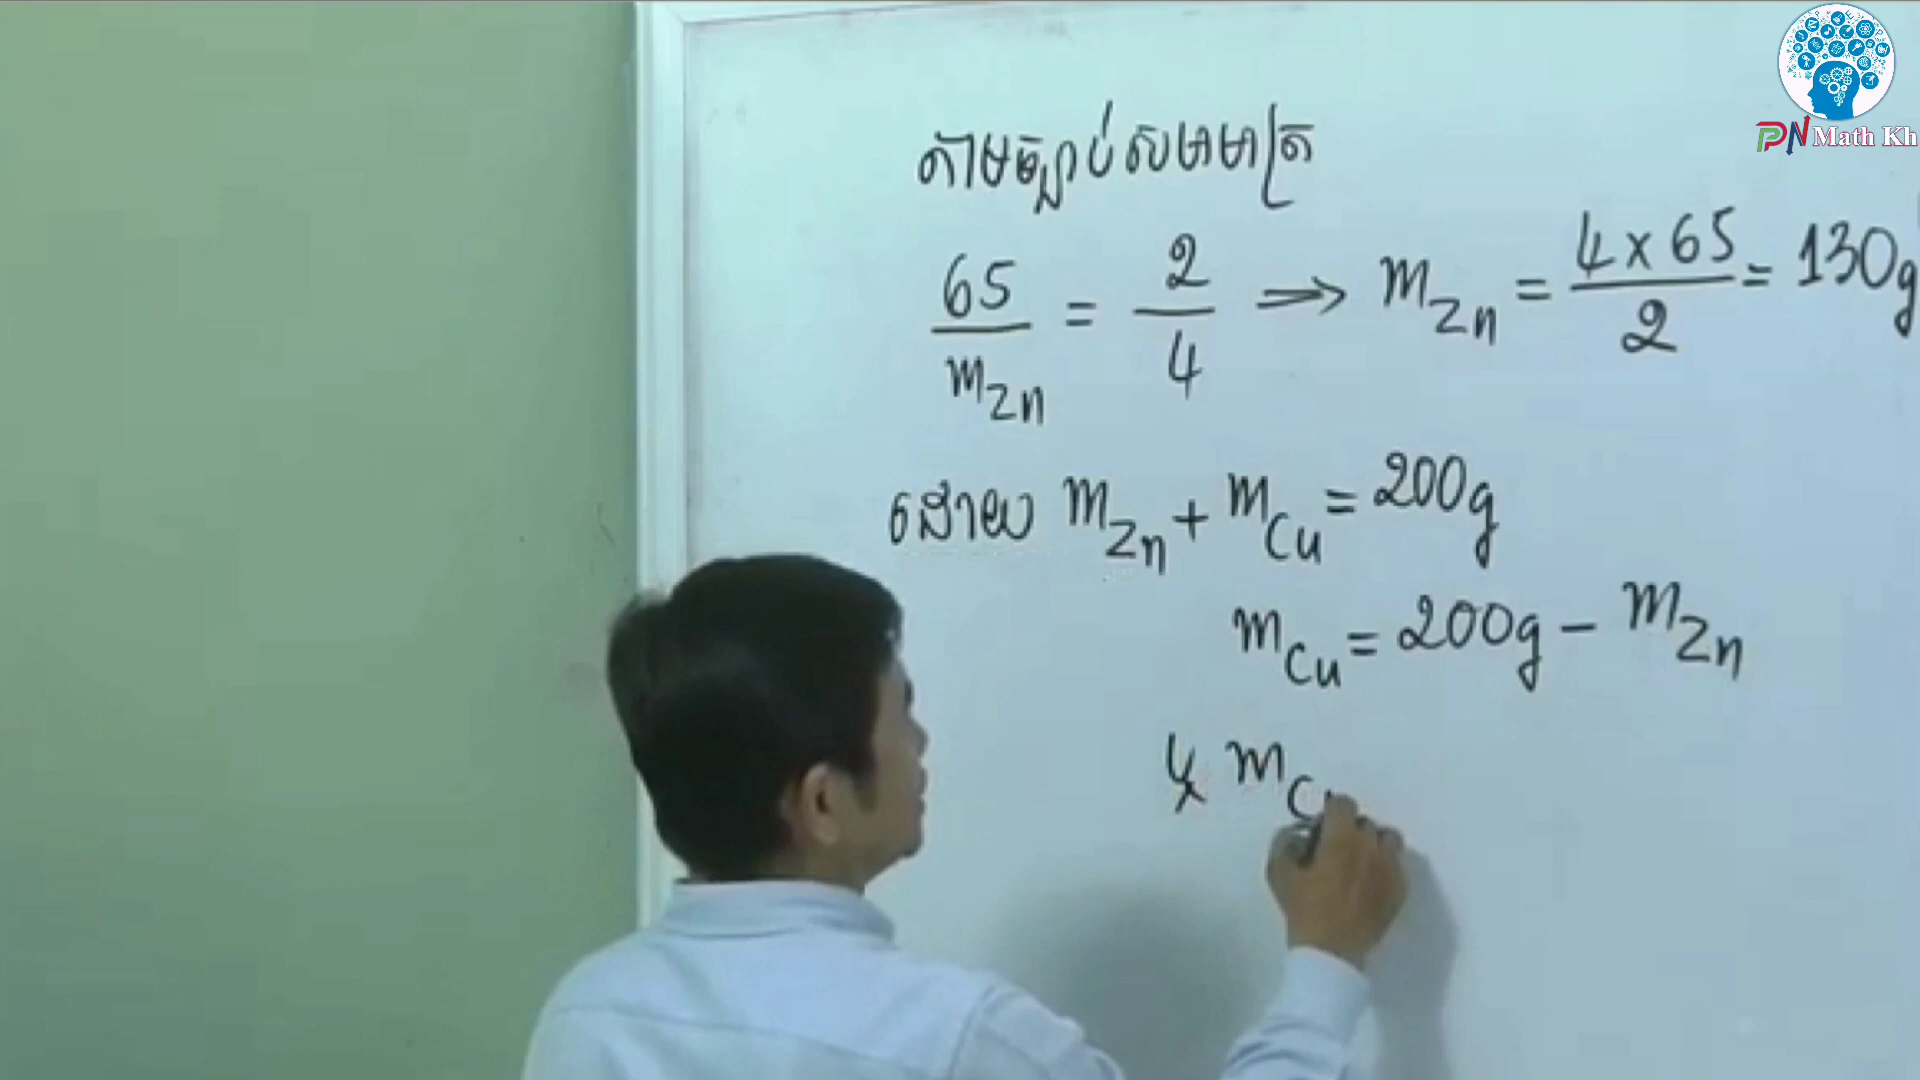 PN Math Kh
តាមច្បាប់សមាមាត្រ
65/m_Zn = 2/4 ⇒ m_Zn = 4 x 65/2 = 130g
ដោយ m_Zn + m_Cu = 200g
m_Cu = 200g - m_Zn
m_C